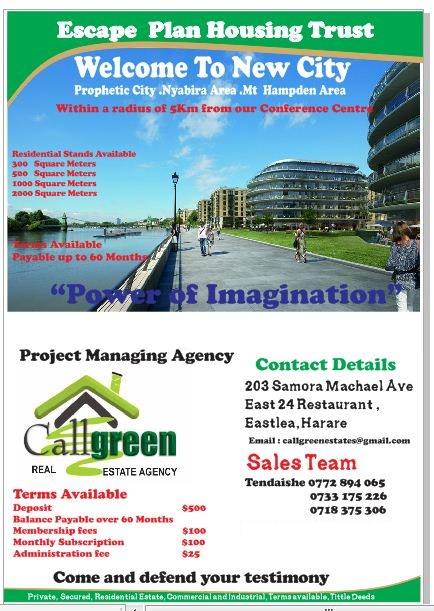 Escape Plan Housing Trust
Welcome To New City
Prophetic City .Nyabira Area .Mt Hampden Area
Within a radius of 5Km from our Conference Centre
Residential Stands Available
300 Square Meters
500 Square Meters
1000 Square Meters
2000 Square Meters
Terms Available
Payable up to 60 Months
“Power of Imagination”
Project Managing Agency
Callgreen
REAL ESTATE AGENCY
Contact Details
203 Samora Machael Ave
East 24 Restaurant ,
Eastlea, Harare
Email : callgreenestates@gmail.com
Sales Team
Tendaishe 0772 894 065
0733 175 226
0718 375 306
Terms Available
Deposit $500
Balance Payable over 60 Months
Membership fees $100
Monthly Subscription $100
Administration fee $25
Come and defend your testimony
Private, Secured, Residential Estate, Commercial and Industrial, Terms available, Tittle Deeds